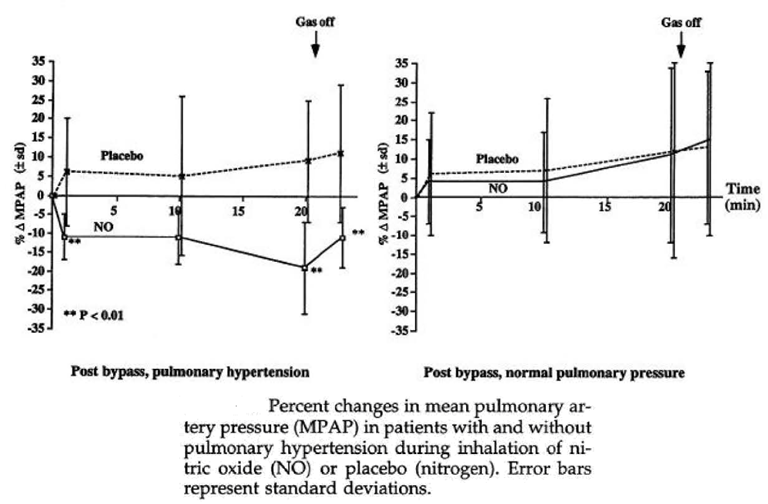 Gas off
Gas off
35
30
25
20
15
10
5
0
-5
-10
-15
-20
-25
-30
-35
% Δ MPAP (± sd)
Placebo
5
10
20
NO
**
**
**
** P < 0.01
35
30
25
20
15
10
5
0
-5
-10
-15
-20
-25
-30
-35
% Δ MPAP (± sd)
Placebo
NO
5
10
15
20
Time
(min)
Post bypass, pulmonary hypertension
Post bypass, normal pulmonary pressure
Percent changes in mean pulmonary ar-
tery pressure (MPAP) in patients with and without
pulmonary hypertension during inhalation of ni-
tric oxide (NO) or placebo (nitrogen). Error bars
represent standard deviations.